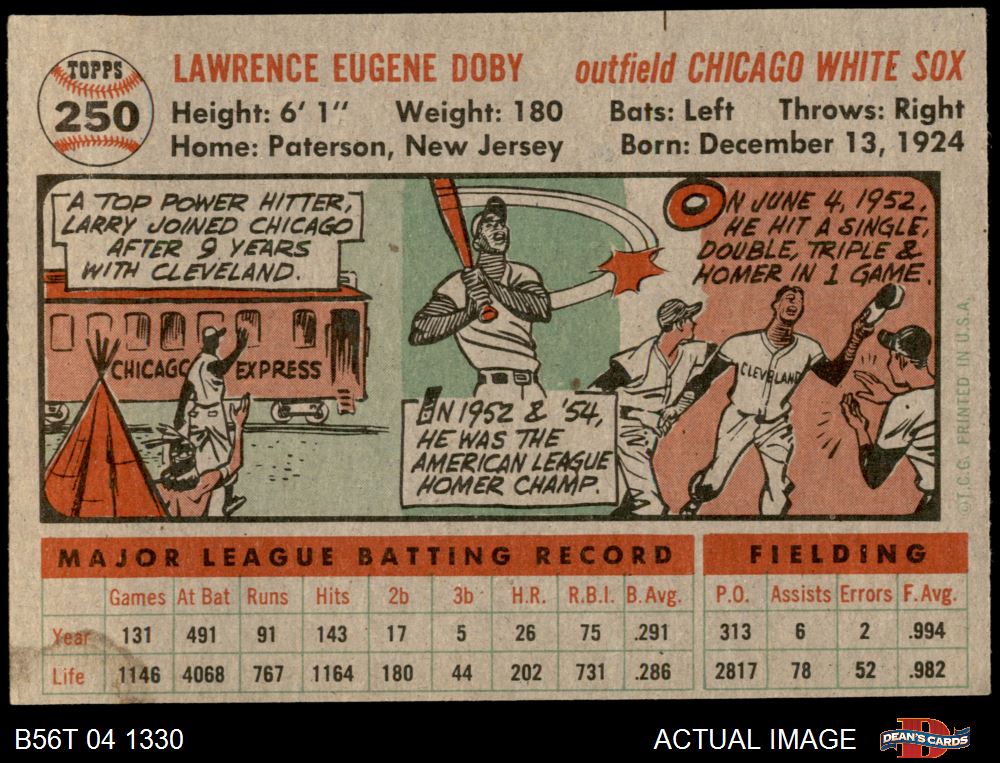 TOPPS
250
LAWRENCE EUGENE DOBY outfield CHICAGO WHITE SOX
Height: 6' 1" Weight: 180 Bats: Left Throws: Right
Home: Paterson, New Jersey Born: December 13, 1924
A TOP POWER HITTER,
LARRY JOINED CHICAGO
AFTER 9 YEARS
WITH CLEVELAND.
CHICAGO EXPRESS
IN 1952 & '54,
HE WAS THE
AMERICAN LEAGUE
HOMER CHAMP.
ON JUNE 4, 1952,
HE HIT A SINGLE,
DOUBLE, TRIPLE &
HOMER IN 1 GAME.
CLEVELAND
©T.C.G. PRINTED IN U.S.A.
MAJOR LEAGUE BATTING RECORD FIELDING
Games At Bat Runs Hits 2b 3b H.R. R.B.I. B.Avg. P.O. Assists Errors F.Avg.
Year 131 491 91 143 17 5 26 75 .291 313 6 2 .994
Life 1146 4068 767 1164 180 44 202 731 .286 2817 78 52 .982
B56T 04 1330 ACTUAL IMAGE DEAN'S CARDS